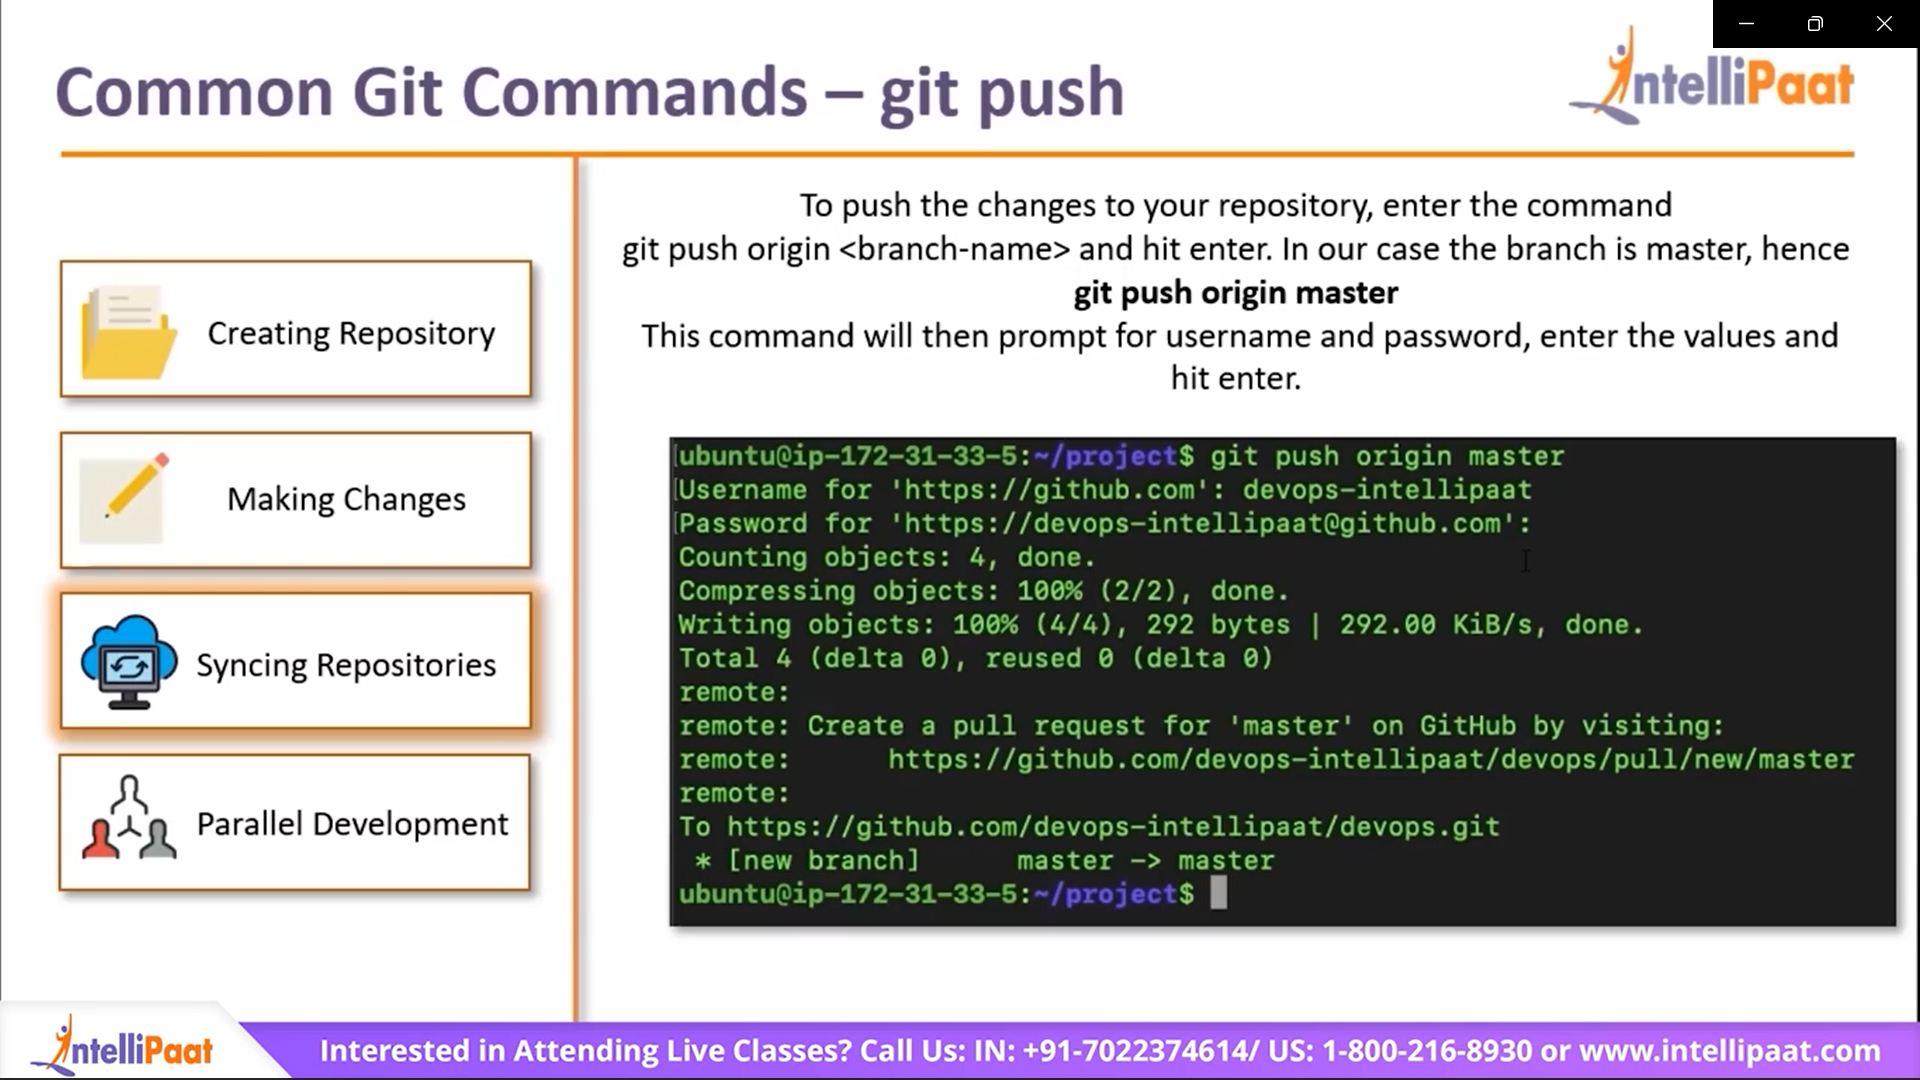 Common Git Commands – git push
IntelliPaat
To push the changes to your repository, enter the command
git push origin <branch-name> and hit enter. In our case the branch is master, hence
git push origin master
This command will then prompt for username and password, enter the values and
hit enter.
Creating Repository
Making Changes
Syncing Repositories
Parallel Development
ubuntu@ip-172-31-33-5:~/project$ git push origin master
Username for 'https://github.com': devops-intellipaat
Password for 'https://devops-intellipaat@github.com':
Counting objects: 4, done.
Compressing objects: 100% (2/2), done.
Writing objects: 100% (4/4), 292 bytes | 292.00 KiB/s, done.
Total 4 (delta 0), reused 0 (delta 0)
remote:
remote: Create a pull request for 'master' on GitHub by visiting:
remote:      https://github.com/devops-intellipaat/devops/pull/new/master
remote:
To https://github.com/devops-intellipaat/devops.git
 * [new branch]      master -> master
ubuntu@ip-172-31-33-5:~/project$
IntelliPaat
Interested in Attending Live Classes? Call Us: IN: +91-7022374614/ US: 1-800-216-8930 or www.intellipaat.com